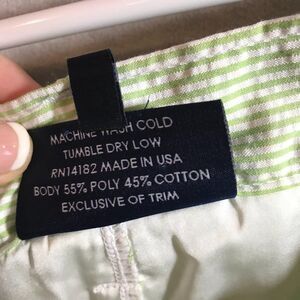 MACHINE WASH COLD
TUMBLE DRY LOW
RN14182 MADE IN USA
BODY 55% POLY 45% COTTON
EXCLUSIVE OF TRIM